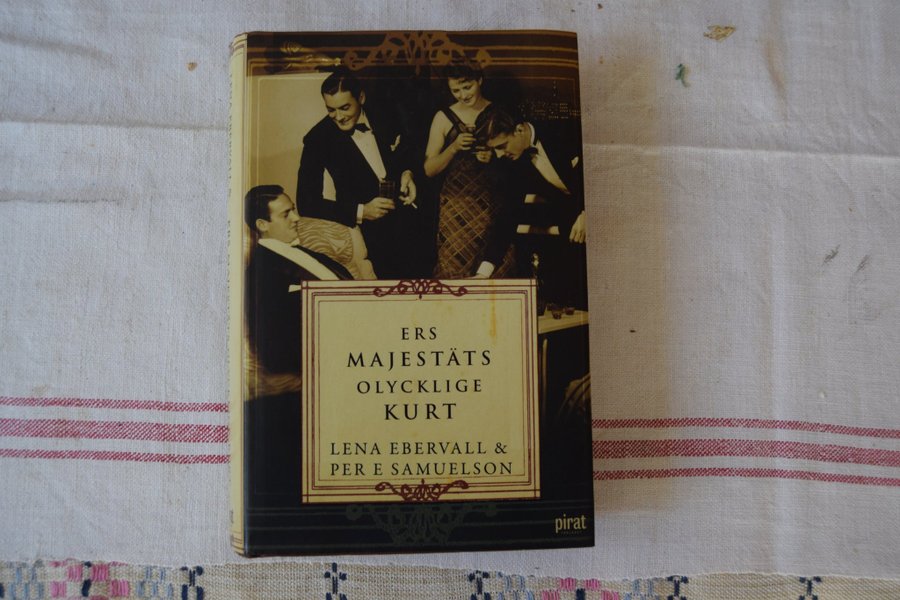 ERS
MAJESTÄTS
OLYCKLIGE
KURT
LENA EBERVALL &
PER E SAMUELSON
pirat